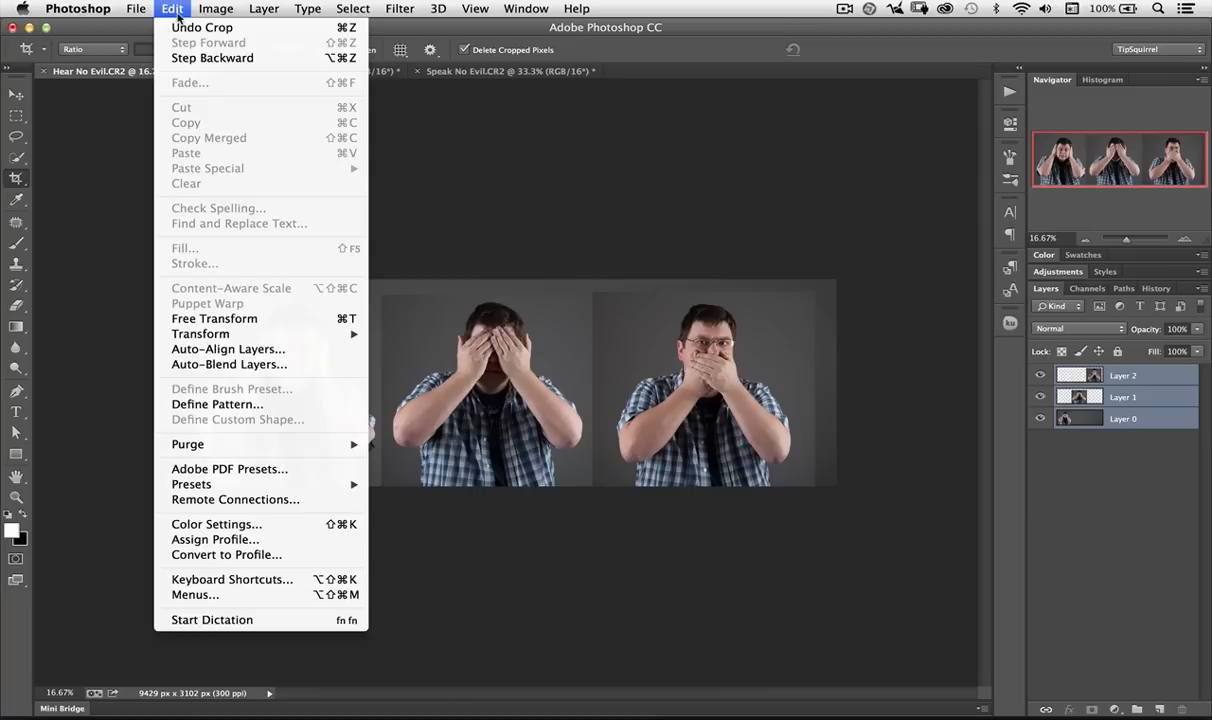 Photoshop File Edit Image Layer Type Select Filter 3D View Window Help 100%
Adobe Photoshop CC
Ratio Delete Cropped Pixels TipSquirrel
Hear No Evil.CR2 @ 16. /16*) * Speak No Evil.CR2 @ 33.3% (RGB/16*) *
Undo Crop ⌘Z
Step Forward ⇧⌘Z
Step Backward ⌥⌘Z
Fade... ⇧⌘F
Cut ⌘X
Copy ⌘C
Copy Merged ⇧⌘C
Paste ⌘V
Paste Special
Clear
Check Spelling...
Find and Replace Text...
Fill... ⇧F5
Stroke...
Content-Aware Scale ⌥⇧⌘C
Puppet Warp
Free Transform ⌘T
Transform
Auto-Align Layers...
Auto-Blend Layers...
Define Brush Preset...
Define Pattern...
Define Custom Shape...
Purge
Adobe PDF Presets...
Presets
Remote Connections...
Color Settings... ⇧⌘K
Assign Profile...
Convert to Profile...
Keyboard Shortcuts... ⌥⇧⌘K
Menus... ⌥⇧⌘M
Start Dictation fn fn
Navigator Histogram
16.67%
Color Swatches
Adjustments Styles
Layers Channels Paths History
Kind
Normal Opacity: 100%
Lock: Fill: 100%
Layer 2
Layer 1
Layer 0
16.67% 9429 px x 3102 px (300 ppi)
Mini Bridge